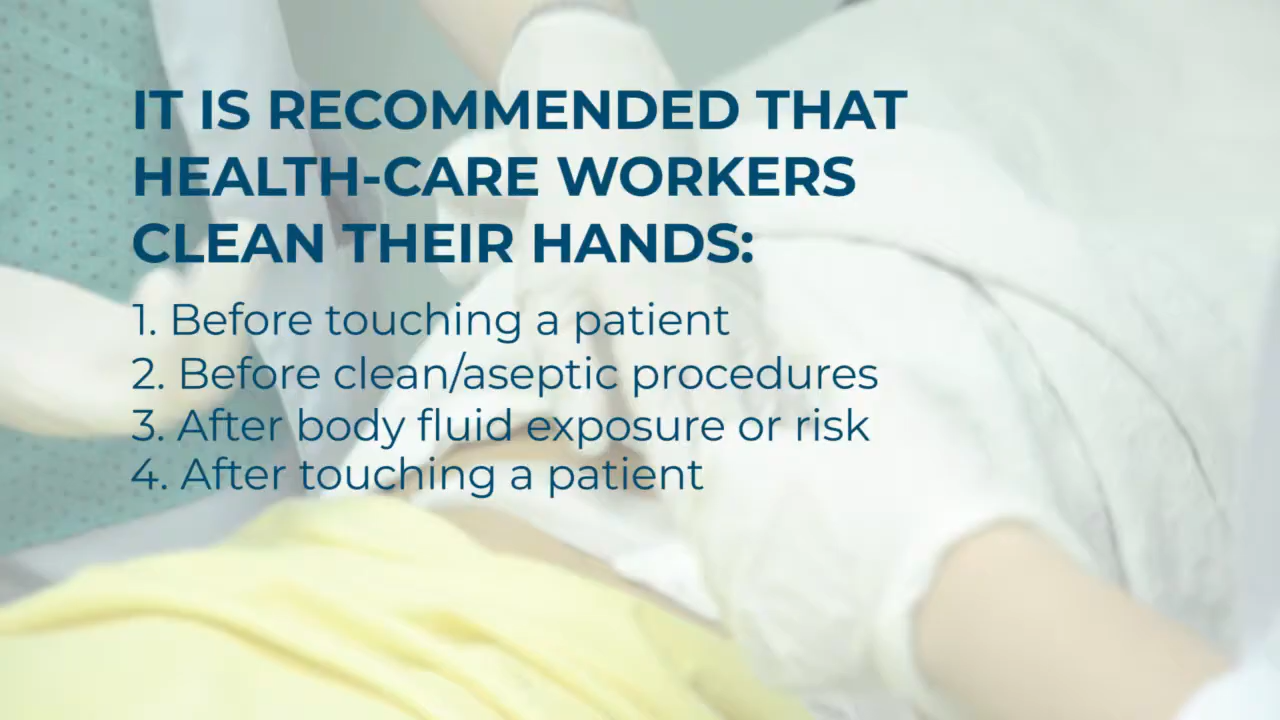 IT IS RECOMMENDED THAT
HEALTH-CARE WORKERS
CLEAN THEIR HANDS:
1. Before touching a patient
2. Before clean/aseptic procedures
3. After body fluid exposure or risk
4. After touching a patient